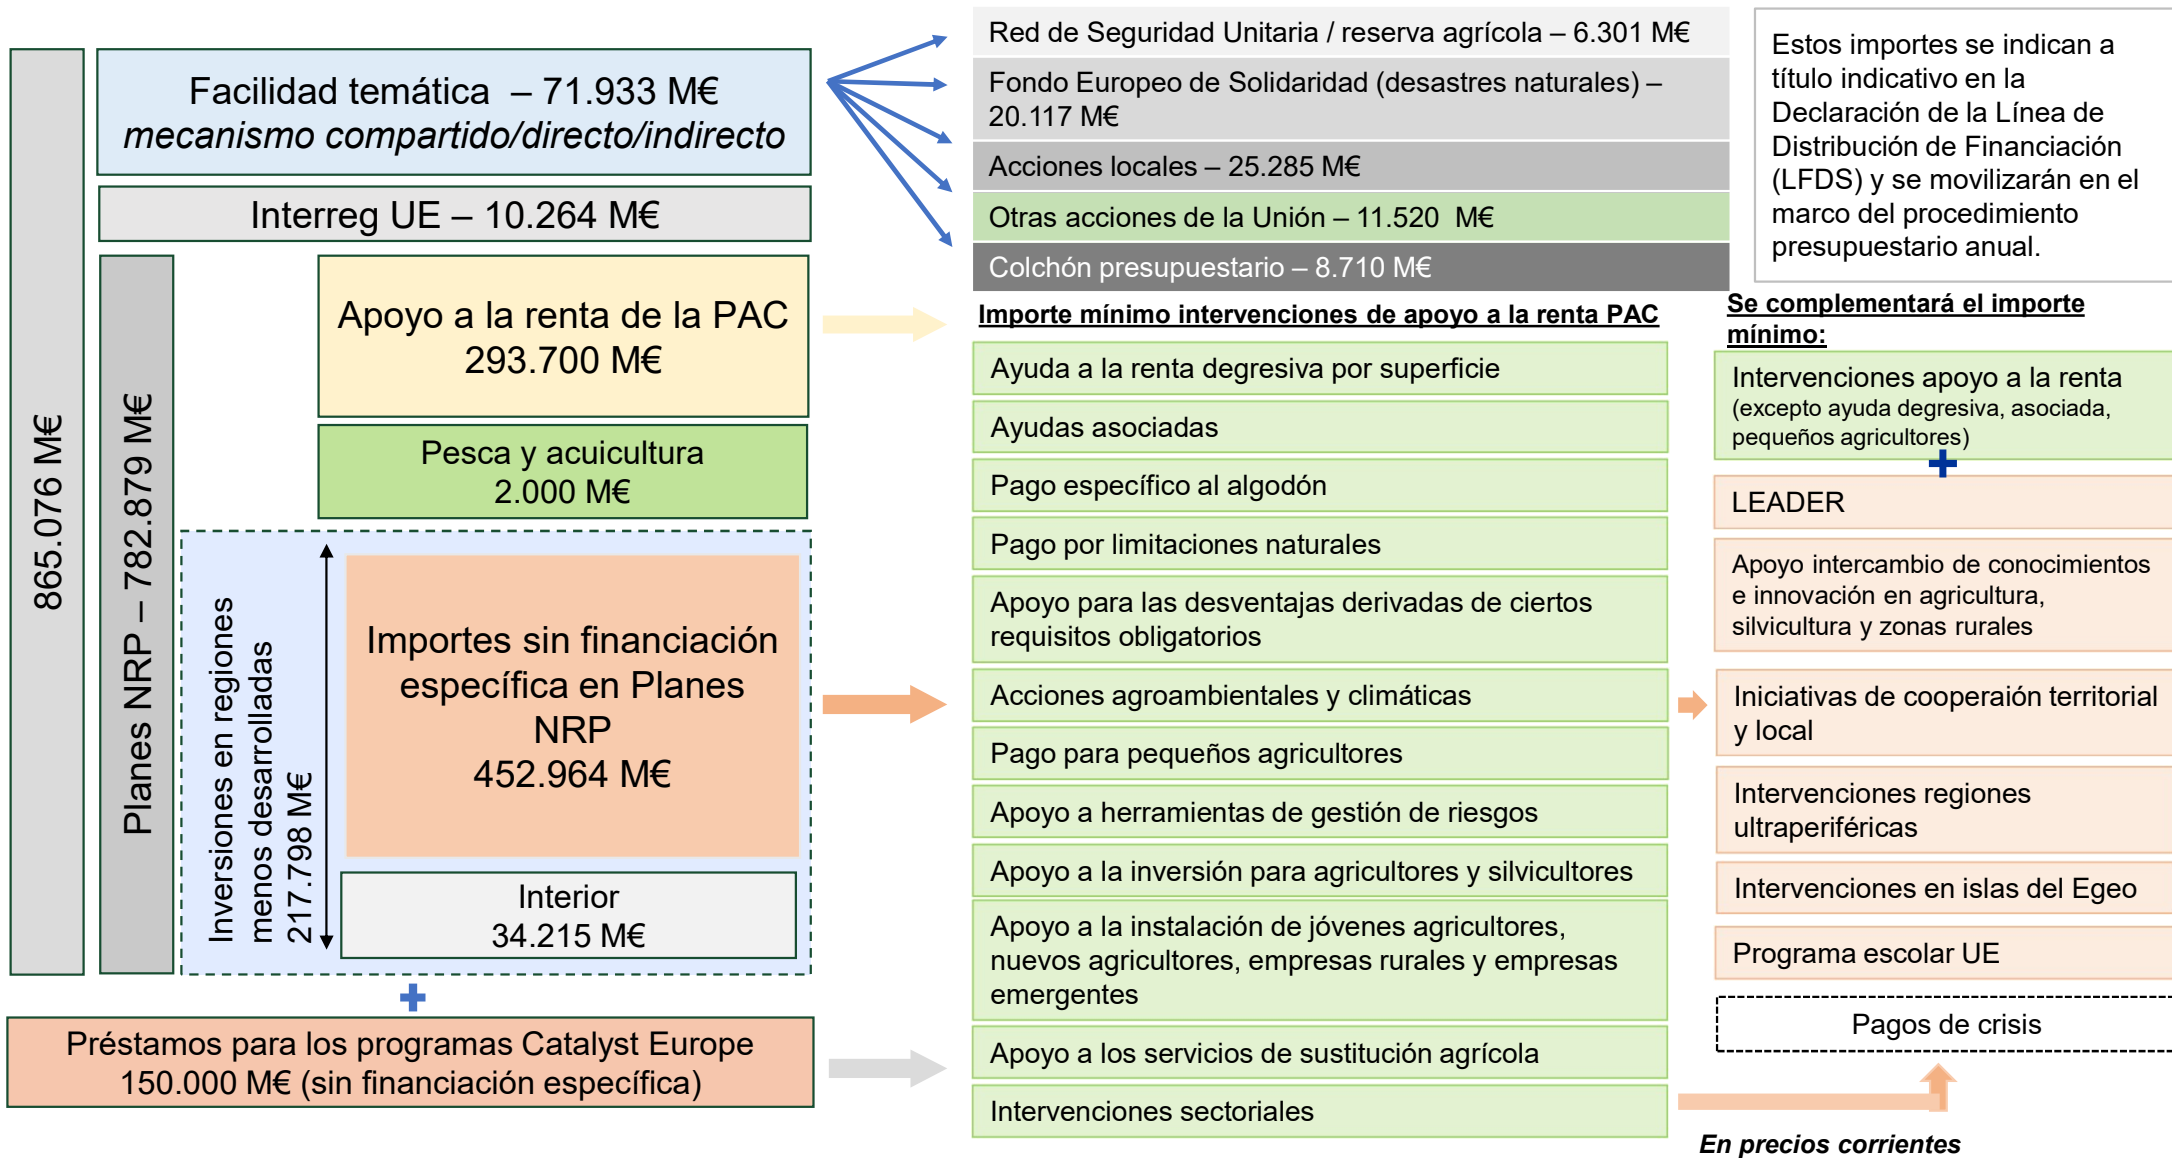 865.076 M€
Facilidad temática – 71.933 M€
mecanismo compartido/directo/indirecto
Interreg UE – 10.264 M€
Planes NRP – 782.879 M€
Apoyo a la renta de la PAC
293.700 M€
Pesca y acuicultura
2.000 M€
Inversiones en regiones
menos desarrolladas
217.798 M€
Importes sin financiación
específica en Planes
NRP
452.964 M€
Interior
34.215 M€
Préstamos para los programas Catalyst Europe
150.000 M€ (sin financiación específica)
Red de Seguridad Unitaria / reserva agrícola – 6.301 M€
Fondo Europeo de Solidaridad (desastres naturales) –
20.117 M€
Acciones locales – 25.285 M€
Otras acciones de la Unión – 11.520 M€
Colchón presupuestario – 8.710 M€
Importe mínimo intervenciones de apoyo a la renta PAC
Ayuda a la renta degresiva por superficie
Ayudas asociadas
Pago específico al algodón
Pago por limitaciones naturales
Apoyo para las desventajas derivadas de ciertos
requisitos obligatorios
Acciones agroambientales y climáticas
Pago para pequeños agricultores
Apoyo a herramientas de gestión de riesgos
Apoyo a la inversión para agricultores y silvicultores
Apoyo a la instalación de jóvenes agricultores,
nuevos agricultores, empresas rurales y empresas
emergentes
Apoyo a los servicios de sustitución agrícola
Intervenciones sectoriales
Estos importes se indican a
título indicativo en la
Declaración de la Línea de
Distribución de Financiación
(LFDS) y se movilizarán en el
marco del procedimiento
presupuestario anual.
Se complementará el importe
mínimo:
Intervenciones apoyo a la renta
(excepto ayuda degresiva, asociada,
pequeños agricultores)
LEADER
Apoyo intercambio de conocimientos
e innovación en agricultura,
silvicultura y zonas rurales
Iniciativas de cooperaión territorial
y local
Intervenciones regiones
ultraperiféricas
Intervenciones en islas del Egeo
Programa escolar UE
Pagos de crisis
En precios corrientes